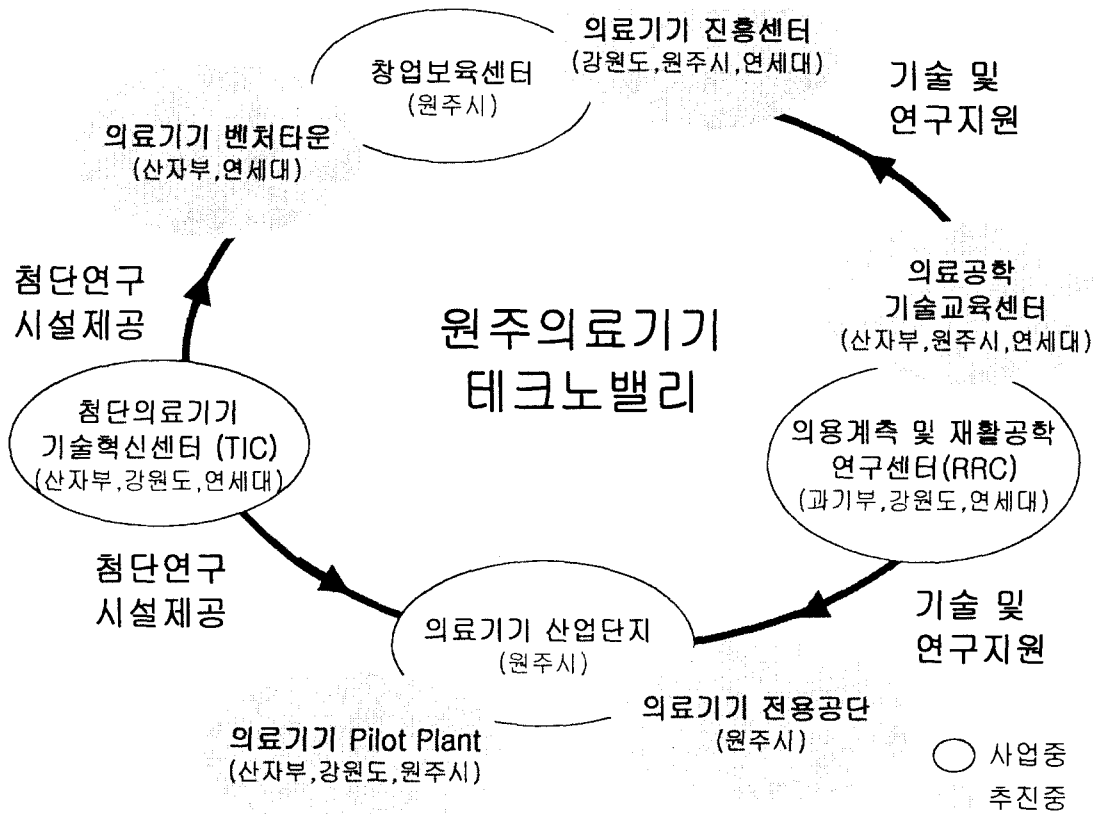 의료기기 진흥센터
(강원도,원주시,연세대)
창업보육센터
(원주시)
기술 및
연구지원
의료기기 벤처타운
(산자부,연세대)
의료공학
기술교육센터
(산자부,원주시,연세대)
첨단연구
시설제공
원주의료기기
테크노밸리
첨단의료기기
기술혁신센터 (TIC)
(산자부,강원도,연세대)
의용계측 및 재활공학
연구센터(RRC)
(과기부,강원도,연세대)
첨단연구
시설제공
기술 및
연구지원
의료기기 산업단지
(원주시)
의료기기 전용공단
(원주시)
의료기기 Pilot Plant
(산자부,강원도,원주시)
사업중
추진중